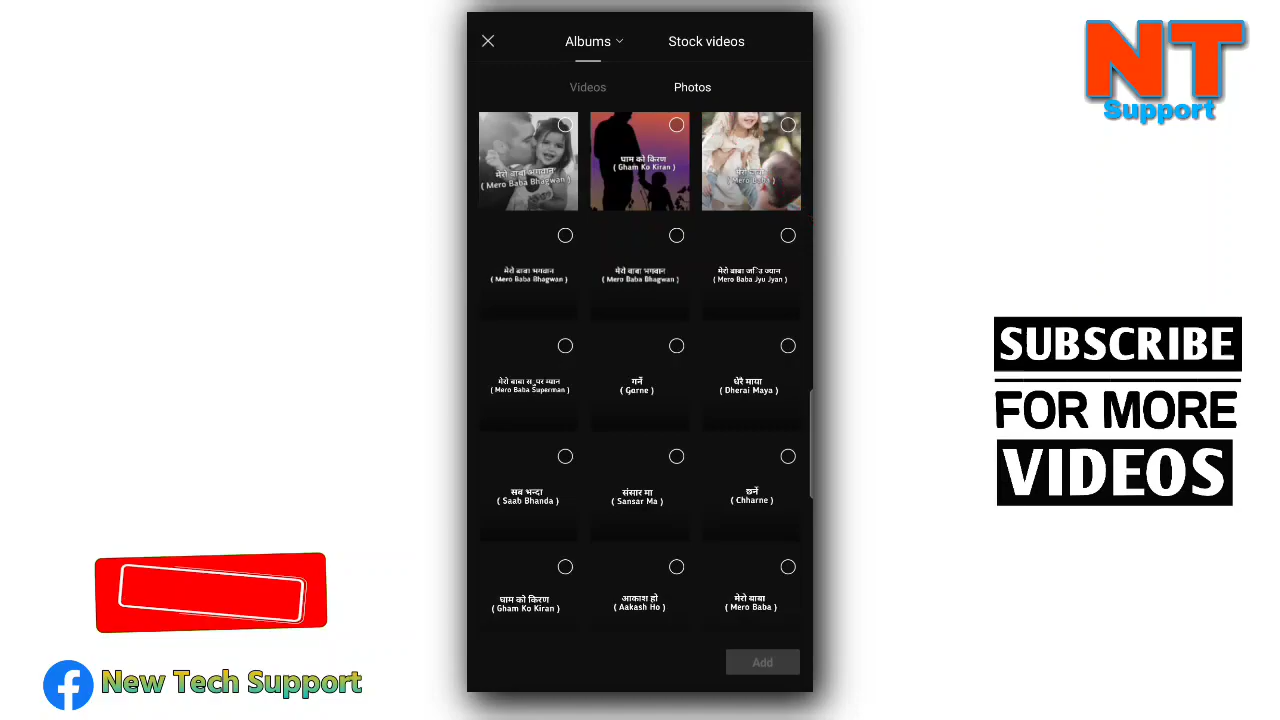 Albums
Stock videos
Videos
Photos
मेरो बाबा भगवान
( Mero Baba Bhagwan )
घाम को किरण
( Gham Ko Kiran )
मेरो बाबा
( Mero Baba )
मेरो बाबा भगवान
( Mero Baba Bhagwan )
मेरो बाबा भगवान
( Mero Baba Bhagwan )
मेरो बाबा जिउ ज्यान
( Mero Baba Jyu Jyan )
मेरो बाबा सुपर म्यान
( Mero Baba Superman )
गर्ने
( Garne )
धेरै माया
( Dherai Maya )
सब भन्दा
( Saab Bhanda )
संसार मा
( Sansar Ma )
छर्ने
( Chharne )
घाम को किरण
( Gham Ko Kiran )
आकाश हो
( Aakash Ho )
मेरो बाबा
( Mero Baba )
Add
NT
Support
SUBSCRIBE
FOR MORE
VIDEOS
New Tech Support